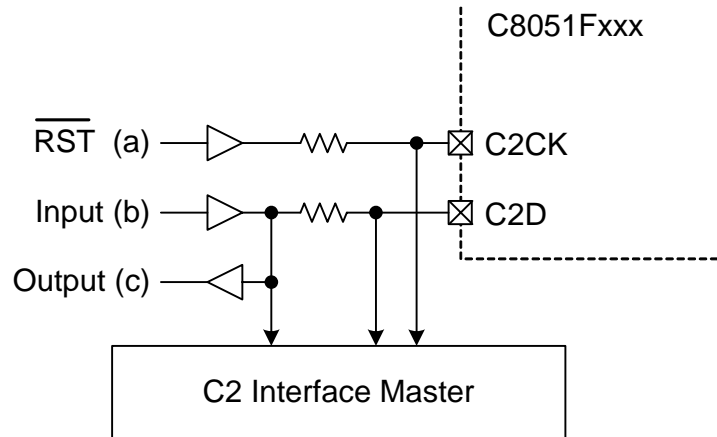 C8051Fxxx
RST (a)
C2CK
Input (b)
C2D
Output (c)
C2 Interface Master